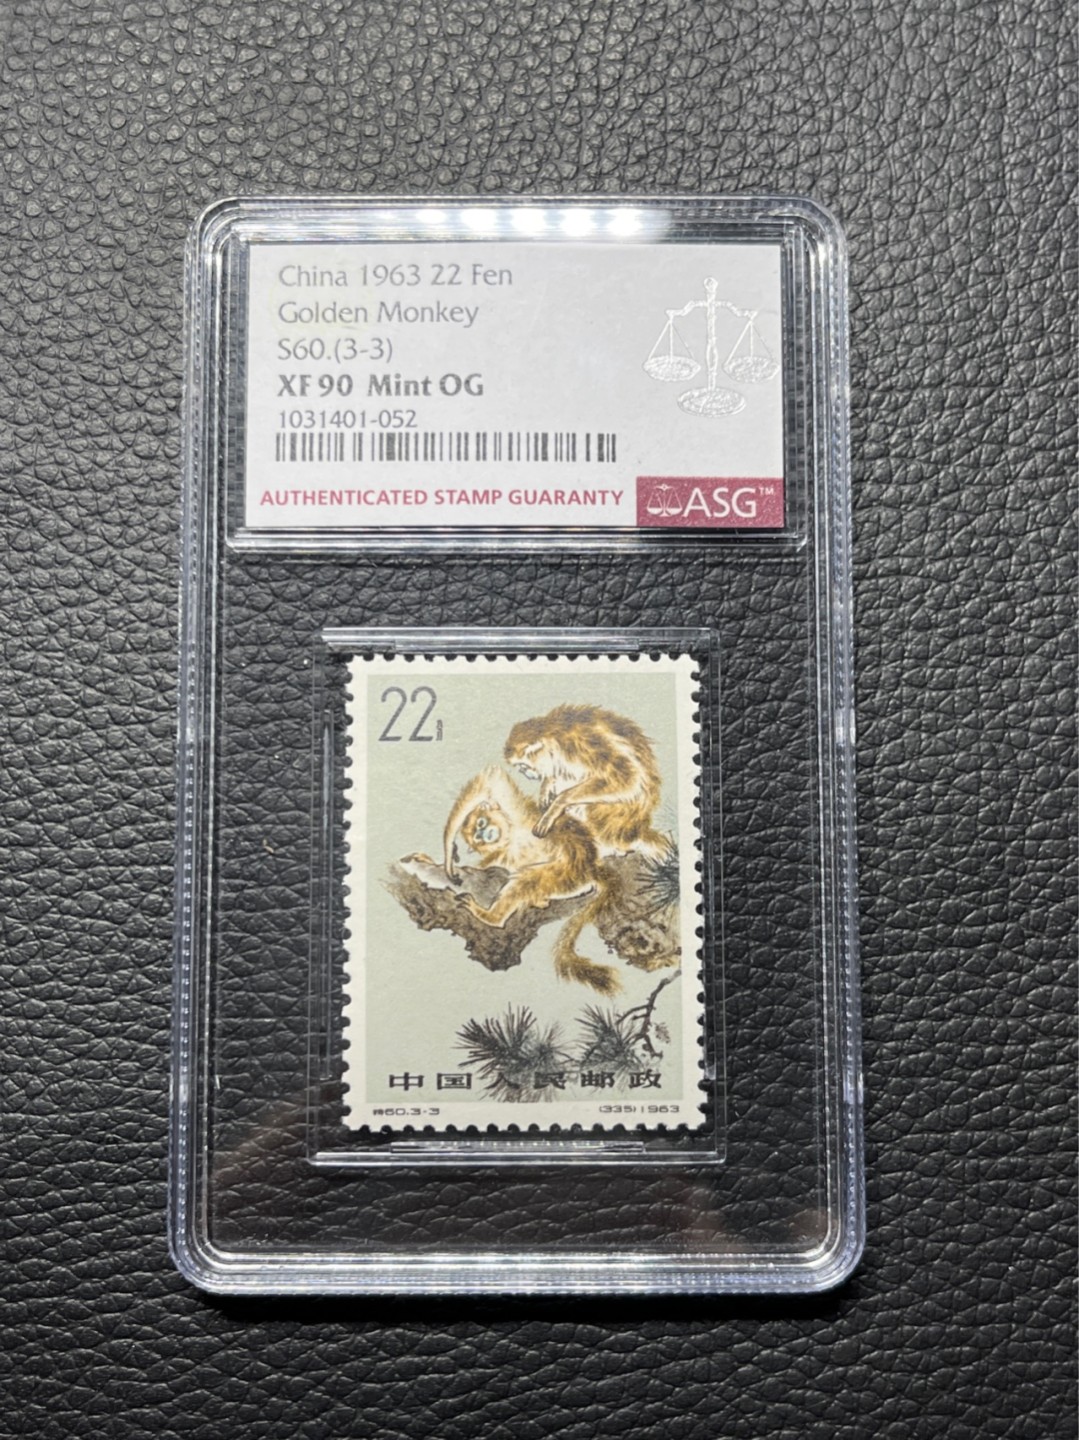 China 1963 22 Fen
Golden Monkey
S60.(3-3)
XF 90 Mint OG
1031401-052
AUTHENTICATED STAMP GUARANTY
ASG™
22
中国人民邮政
特60.3-3
(335)1963